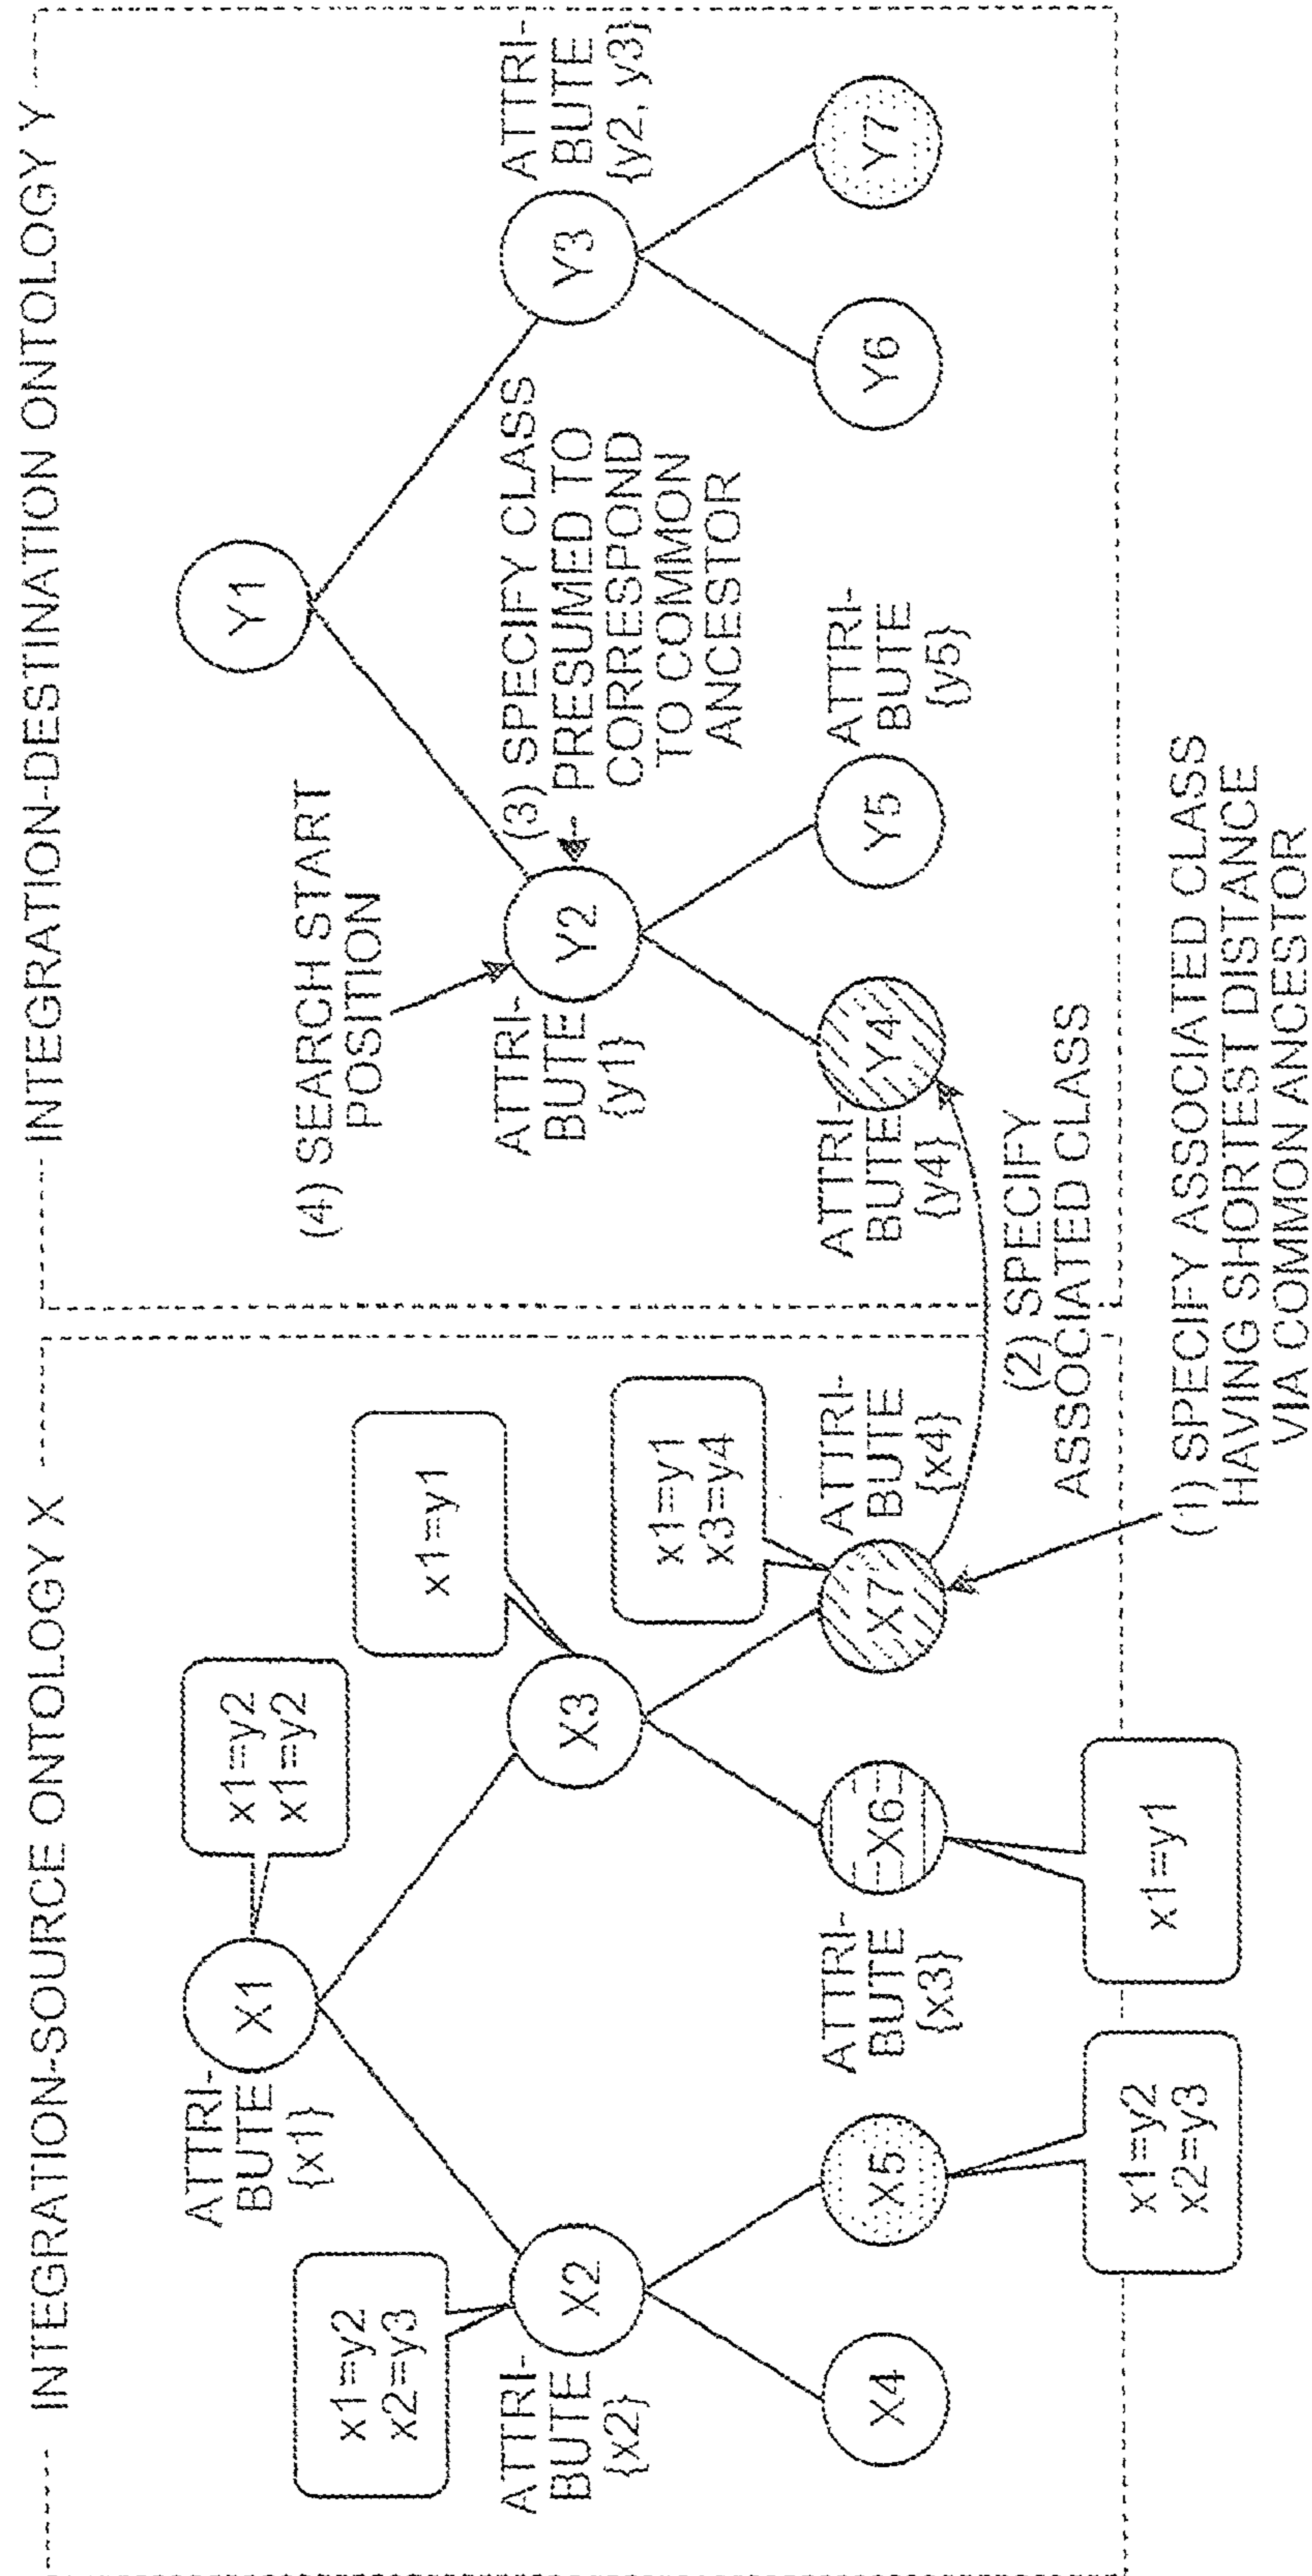 INTEGRATION-SOURCE ONTOLOGY X
x1=y2
x2=y3
ATTRI-
BUTE
{x2}
X2
X4
ATTRI-
BUTE
{x1}
X1
x1=y2
x1=y2
X5
x1=y2
x2=y3
x1=y1
X3
ATTRI-
BUTE
{x3}
X6
x1=y1
x1=y1
x3=y4
X7
ATTRI-
BUTE
{x4}
INTEGRATION-DESTINATION ONTOLOGY Y
(4) SEARCH START
POSITION
Y1
ATTRI-
BUTE
{y1}
Y2
(3) SPECIFY CLASS
PRESUMED TO
CORRESPOND
TO COMMON
ANCESTOR
Y3
ATTRI-
BUTE
{y2, y3}
ATTRI-
BUTE
{y4}
Y4
Y5
ATTRI-
BUTE
{y5}
Y6
Y7
(2) SPECIFY
ASSOCIATED CLASS
(1) SPECIFY ASSOCIATED CLASS
HAVING SHORTEST DISTANCE
VIA COMMON ANCESTOR